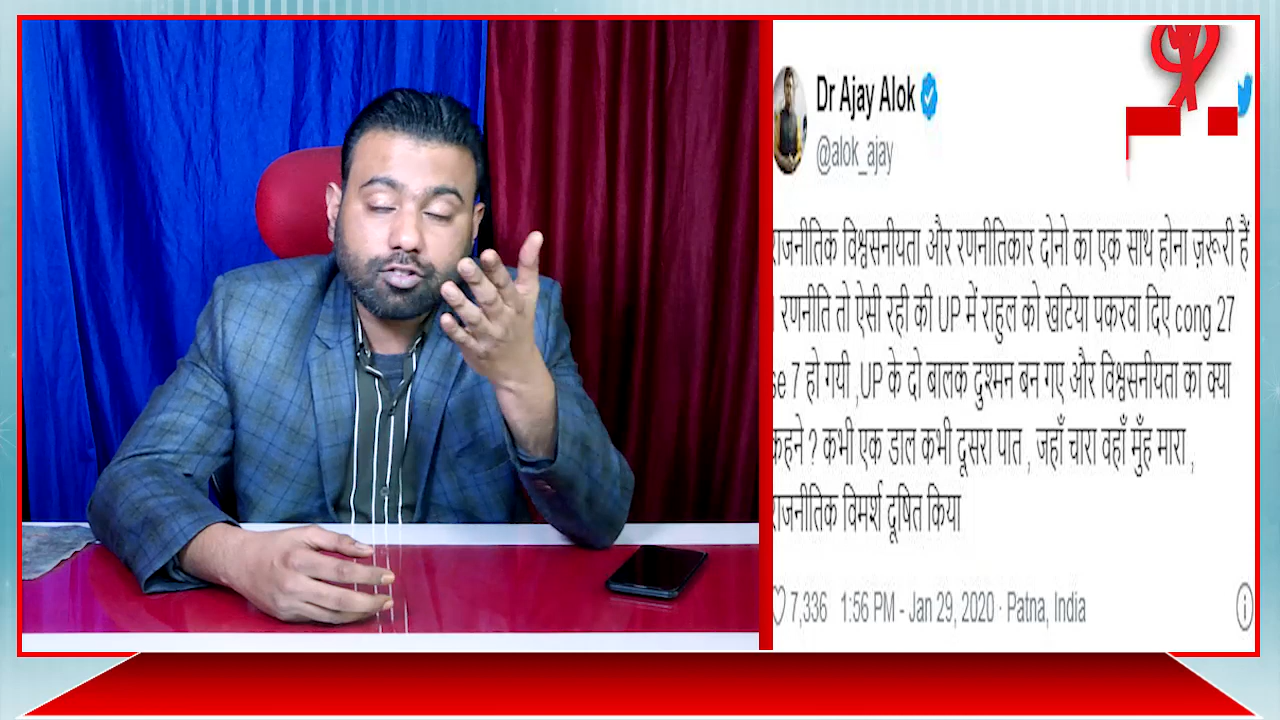 Dr Ajay Alok
@alok_ajay
राजनीतिक विश्वसनीयता और रणनीतिकार दोनो का एक साथ होना ज़रूरी हैं
रणनीति तो ऐसी रही की UP में राहुल को खटिया पकरवा दिए cong 27
se 7 हो गयी ,UP के दो बालक दुश्मन बन गए और विश्वसनीयता का क्या
कहने ? कभी एक डाल कभी दूसरा पात , जहाँ चारा वहाँ मुँह मारा ,
राजनीतिक विमर्श दूषित किया
7,336 1:56 PM - Jan 29, 2020 · Patna, India